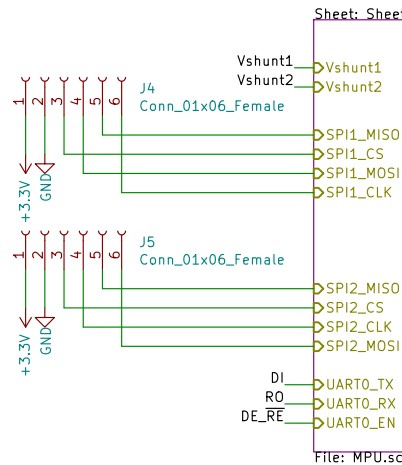 Sheet: Shee
Vshunt1
Vshunt1
Vshunt2
Vshunt2
J4
Conn_01x06_Female
1 2 3 4 5 6
SPI1_MISO
SPI1_CS
SPI1_MOSI
SPI1_CLK
+3.3V
GND
J5
Conn_01x06_Female
1 2 3 4 5 6
SPI2_MISO
SPI2_CS
SPI2_CLK
SPI2_MOSI
+3.3V
GND
DI
UART0_TX
RO
UART0_RX
DE_RE
UART0_EN
File: MPU.sc